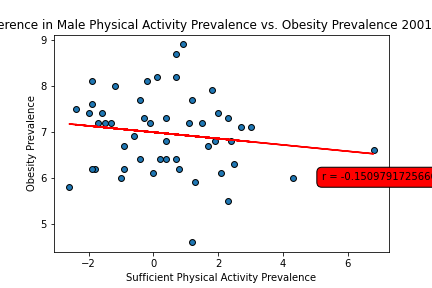 erence in Male Physical Activity Prevalence vs. Obesity Prevalence 2001
9
8
7
6
5
Obesity Prevalence
r = -0.1509791725660
−2 0 2 4 6
Sufficient Physical Activity Prevalence